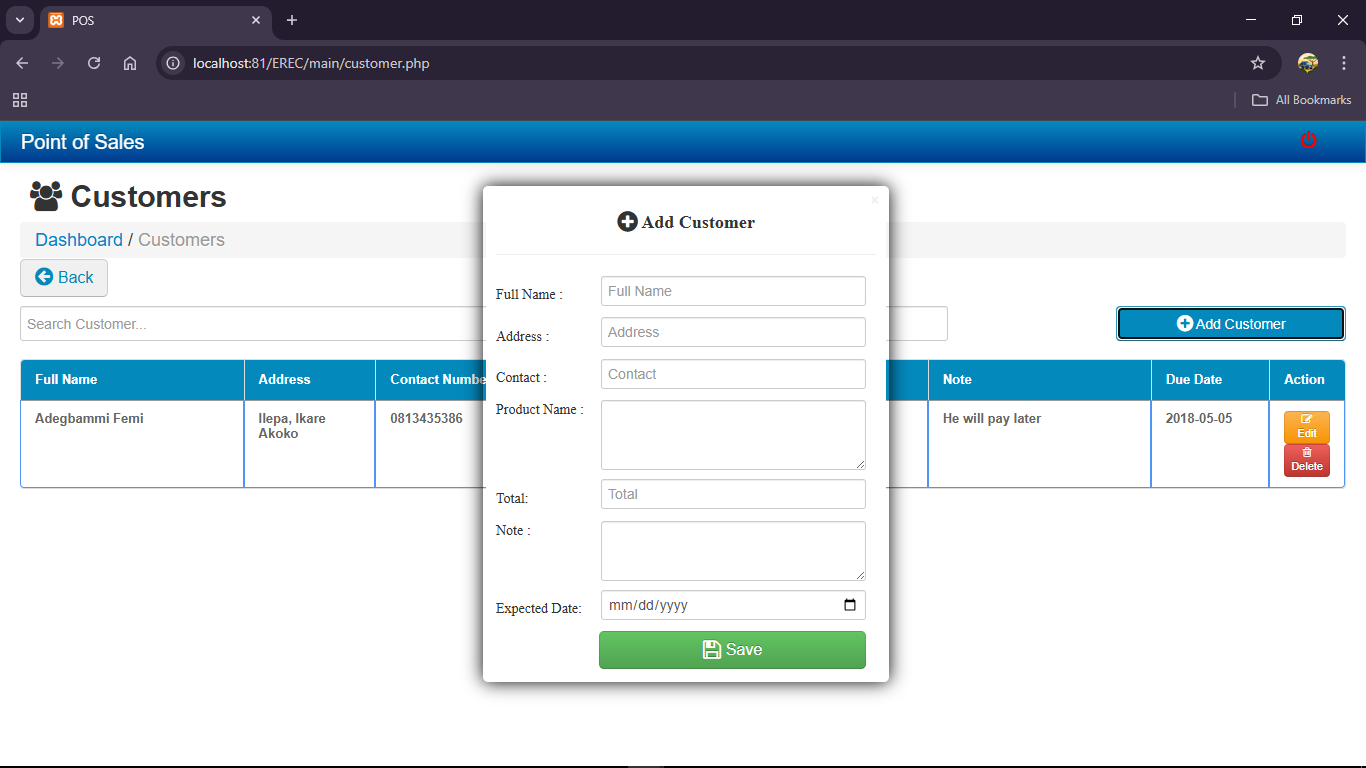 POS
localhost:81/EREC/main/customer.php
All Bookmarks
Point of Sales
Customers
Dashboard / Customers
Back
Search Customer...
Add Customer
Full Name Address Contact Numbe Note Due Date Action
Adegbammi Femi Ilepa, Ikare Akoko 0813435386 He will pay later 2018-05-05 Edit Delete
Add Customer
Full Name : Full Name
Address : Address
Contact : Contact
Product Name :
Total: Total
Note :
Expected Date: mm/dd/yyyy
Save